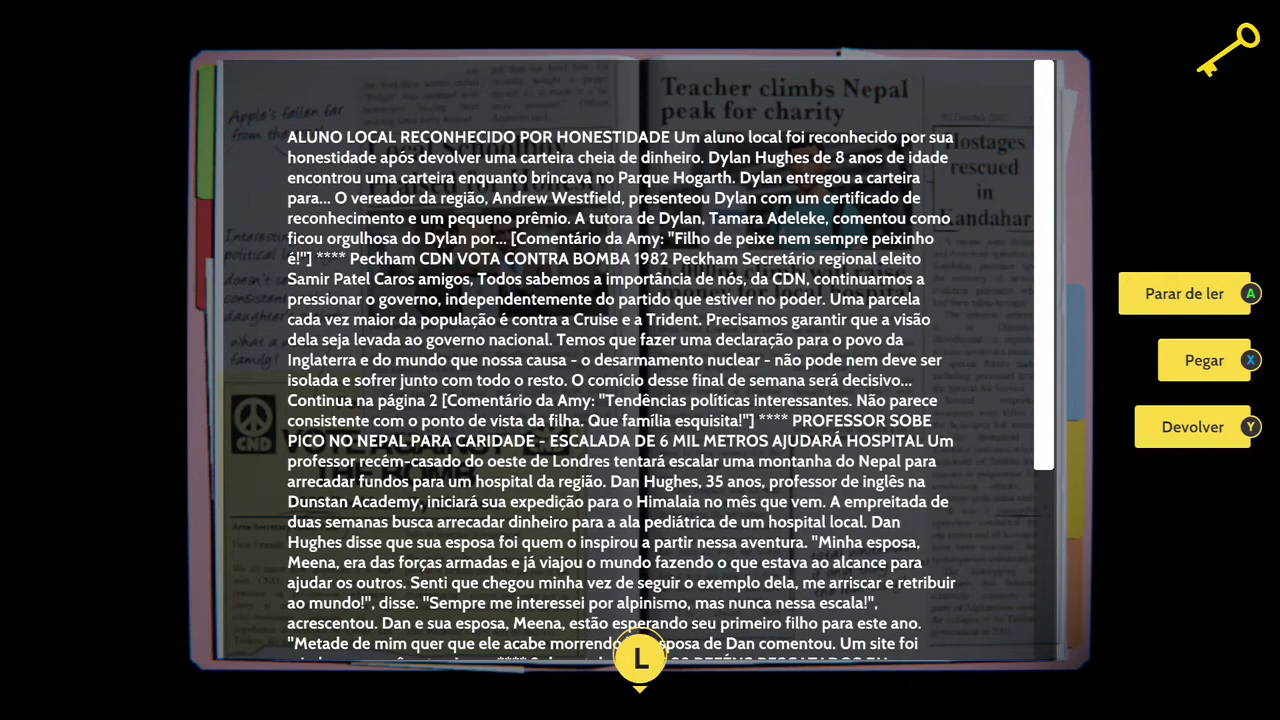 Teacher climbs Nepal
peak for charity
Apple's fallen far
Hostages
rescued
in
Kandahar
ALUNO LOCAL RECONHECIDO POR HONESTIDADE Um aluno local foi reconhecido por sua
honestidade após devolver uma carteira cheia de dinheiro. Dylan Hughes de 8 anos de idade
encontrou uma carteira enquanto brincava no Parque Hogarth. Dylan entregou a carteira
para... O vereador da região, Andrew Westfield, presenteou Dylan com um certificado de
reconhecimento e um pequeno prêmio. A tutora de Dylan, Tamara Adeleke, comentou como
ficou orgulhosa do Dylan por... [Comentário da Amy: "Filho de peixe nem sempre peixinho
é!"] **** Peckham CDN VOTA CONTRA BOMBA 1982 Peckham Secretário regional eleito
Samir Patel Caros amigos, Todos sabemos a importância de nós, da CDN, continuarmos a
pressionar o governo, independentemente do partido que estiver no poder. Uma parcela
cada vez maior da população é contra a Cruise e a Trident. Precisamos garantir que a visão
dela seja levada ao governo nacional. Temos que fazer uma declaração para o povo da
Inglaterra e do mundo que nossa causa - o desarmamento nuclear - não pode nem deve ser
isolada e sofrer junto com todo o resto. O comício desse final de semana será decisivo...
Continua na página 2 [Comentário da Amy: "Tendências políticas interessantes. Não parece
consistente com o ponto de vista da filha. Que família esquisita!"] **** PROFESSOR SOBE
PICO NO NEPAL PARA CARIDADE - ESCALADA DE 6 MIL METROS AJUDARÁ HOSPITAL Um
professor recém-casado do oeste de Londres tentará escalar uma montanha do Nepal para
arrecadar fundos para um hospital da região. Dan Hughes, 35 anos, professor de inglês na
Dunstan Academy, iniciará sua expedição para o Himalaia no mês que vem. A empreitada de
duas semanas busca arrecadar dinheiro para a ala pediátrica de um hospital local. Dan
Hughes disse que sua esposa foi quem o inspirou a partir nessa aventura. "Minha esposa,
Meena, era das forças armadas e já viajou o mundo fazendo o que estava ao alcance para
ajudar os outros. Senti que chegou minha vez de seguir o exemplo dela, me arriscar e retribuir
ao mundo!", disse. "Sempre me interessei por alpinismo, mas nunca nessa escala!",
acrescentou. Dan e sua esposa, Meena, estão esperando seu primeiro filho para este ano.
"Metade de mim quer que ele acabe morrendo esposa de Dan comentou. Um site foi
CND
Parar de ler A
Pegar X
Devolver Y
L